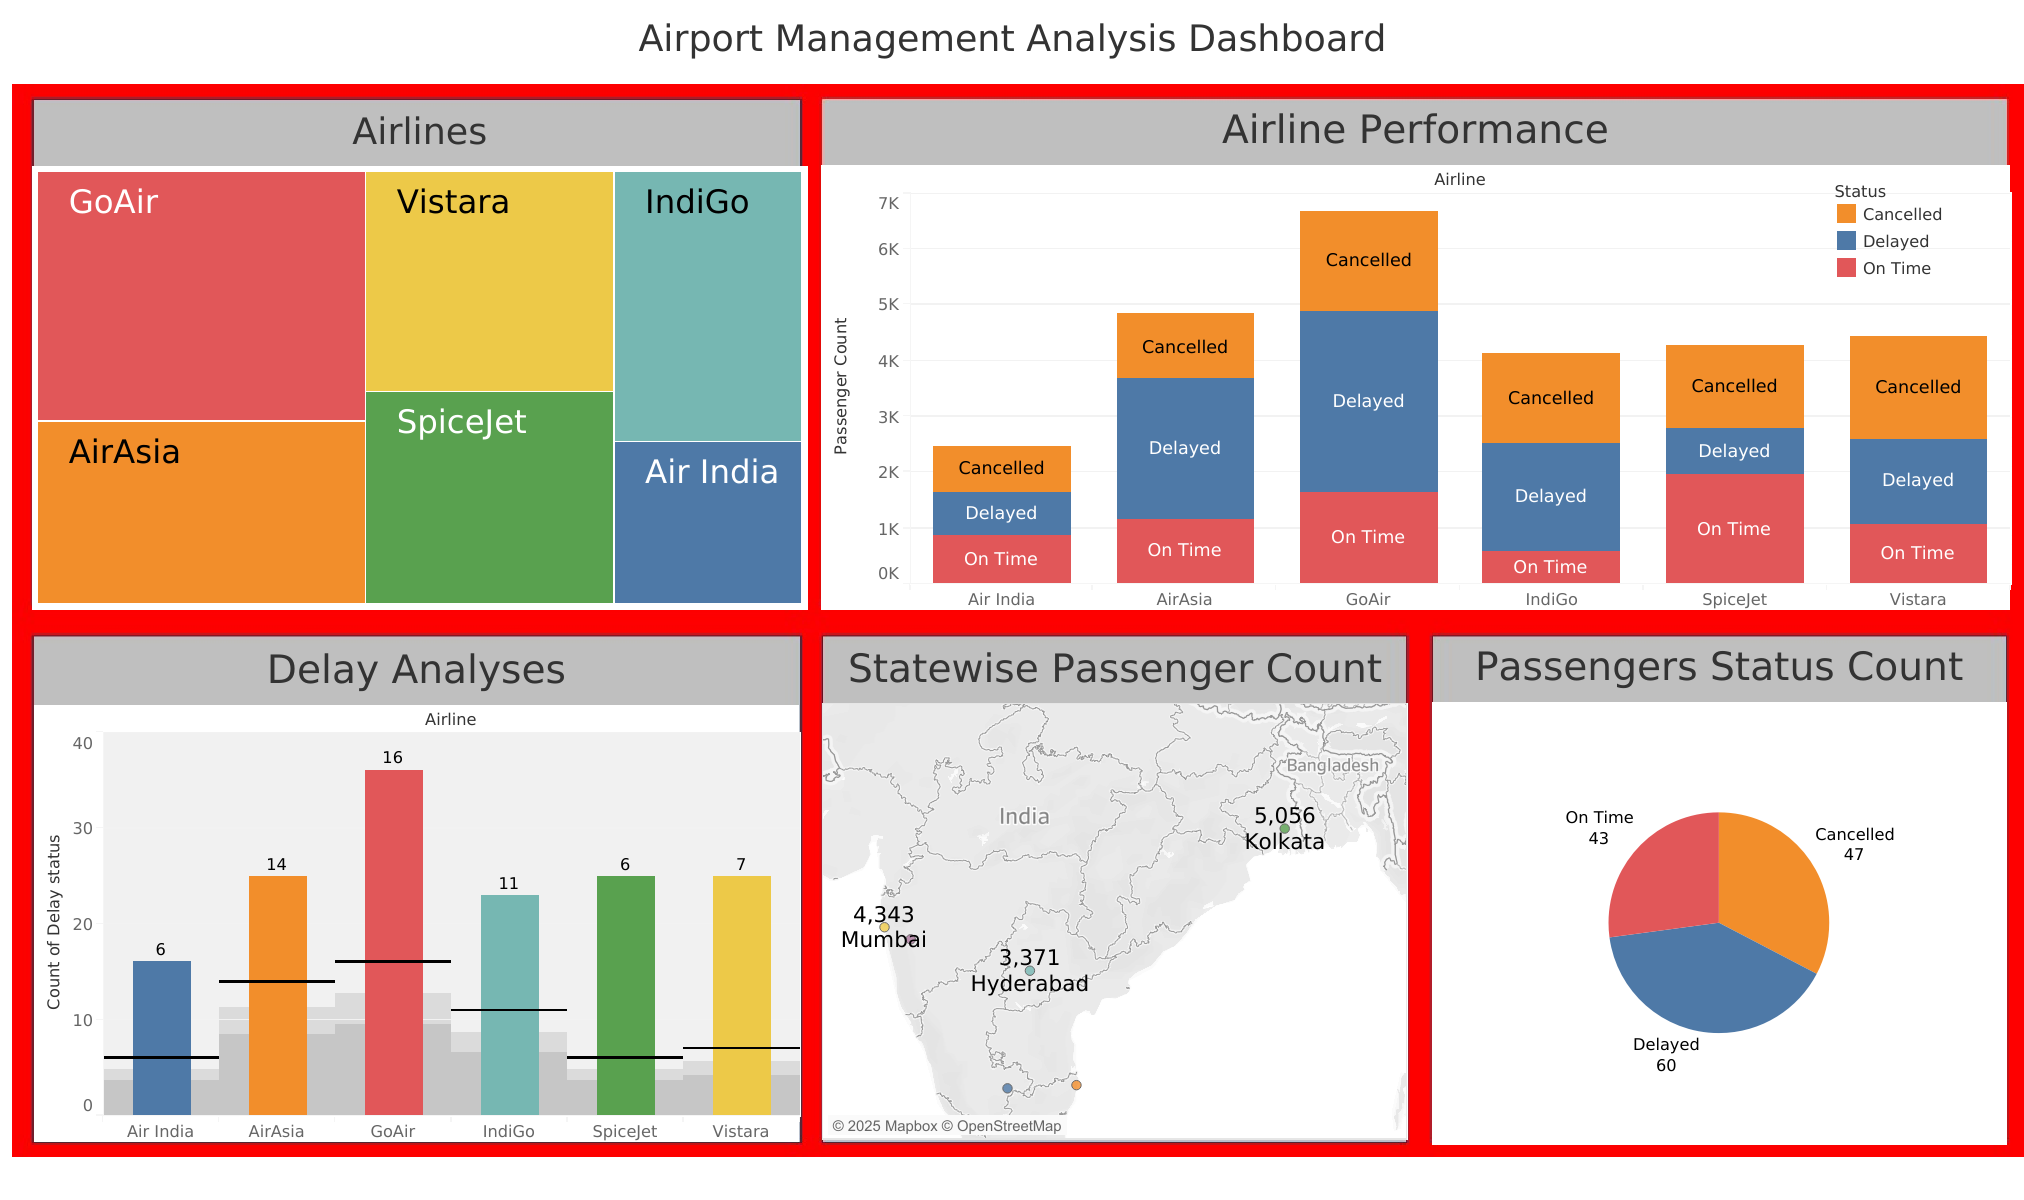 Airport Management Analysis Dashboard
Airlines
GoAir
Vistara
IndiGo
AirAsia
SpiceJet
Air India
Airline Performance
Airline
Status
Cancelled
Delayed
On Time
Passenger Count
7K
6K
5K
4K
3K
2K
1K
0K
Cancelled
Delayed
On Time
Cancelled
Delayed
On Time
Cancelled
Delayed
On Time
Cancelled
Delayed
On Time
Cancelled
Delayed
On Time
Cancelled
Delayed
On Time
Air India AirAsia GoAir IndiGo SpiceJet Vistara
Delay Analyses
Airline
Count of Delay status
40
30
20
10
0
6 14 16 11 6 7
Air India AirAsia GoAir IndiGo SpiceJet Vistara
Statewise Passenger Count
Bangladesh
India
5,056
Kolkata
4,343
Mumbai
3,371
Hyderabad
© 2025 Mapbox © OpenStreetMap
Passengers Status Count
On Time
43
Cancelled
47
Delayed
60